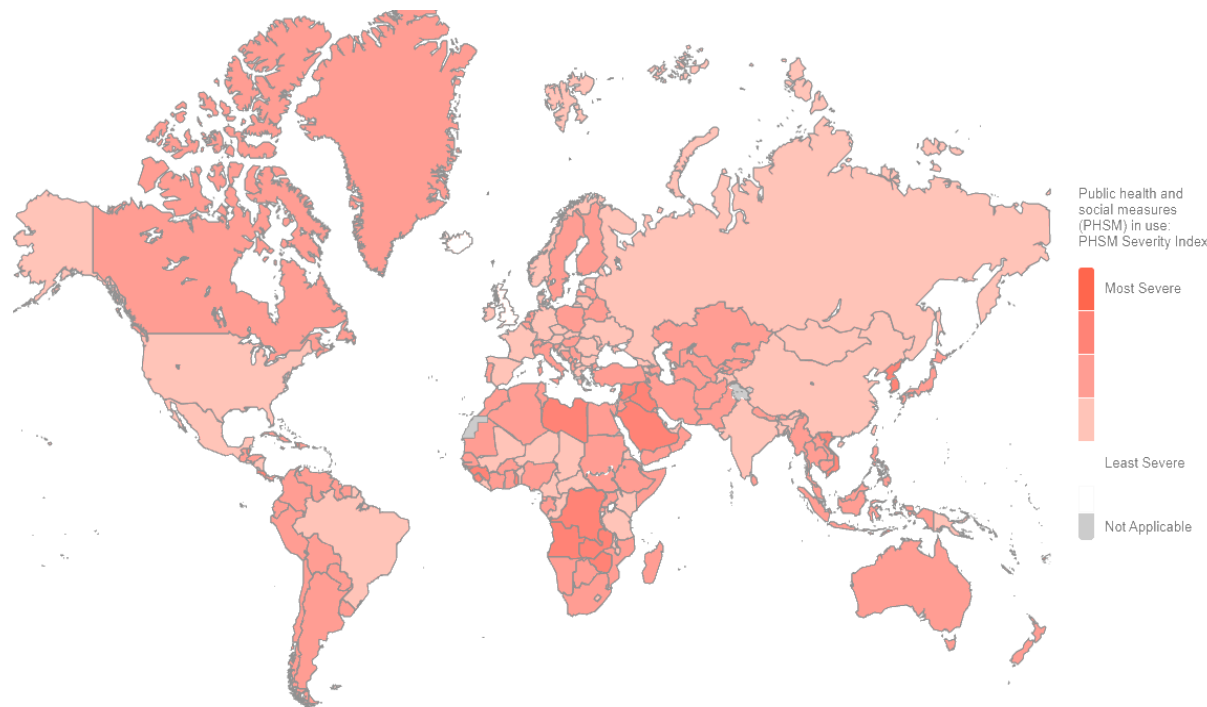 Public health and
social measures
(PHSM) in use:
PHSM Severity Index
Most Severe
Least Severe
Not Applicable